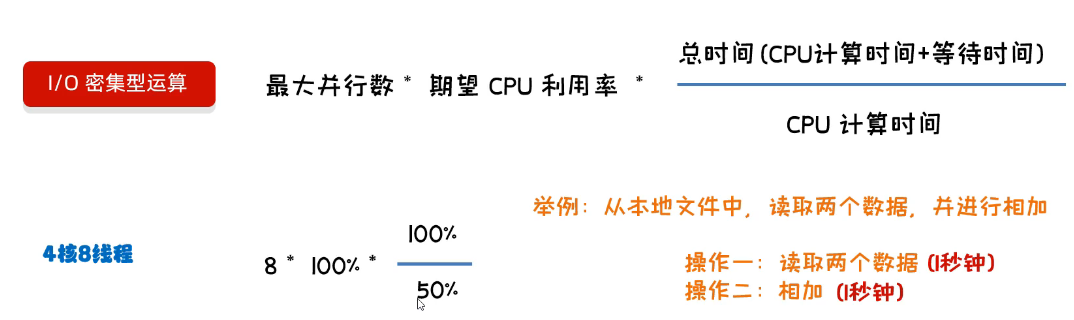 总时间(CPU计算时间+等待时间)
I/O 密集型运算
最大并行数 * 期望 CPU 利用率 *
CPU 计算时间
举例：从本地文件中，读取两个数据，并进行相加
100%
4核8线程
8 * 100% *
50%
操作一：读取两个数据 (1秒钟)
操作二：相加 (1秒钟)